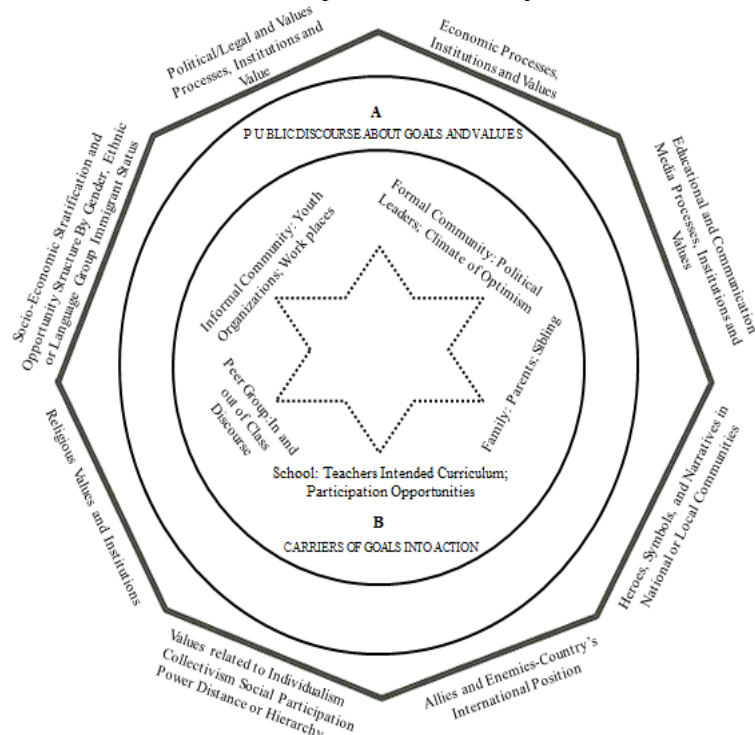 Political/Legal and Values
Processes, Institutions and
Value
Economic Processes,
Institutions and Values
A
PUBLIC DISCOURSE ABOUT GOALS AND VALUES
Socio-Economic Stratification and
Opportunity Structure By Gender, Ethnic
or Language Group Immigrant Status
Educational and Communication
Media Processes, Institutions and
Values
Informal Community: Youth
Organizations; Work places
Formal Community: Political
Leaders; Climate of Optimism
Peer Group:In and
out of Class
Discourse
Family: Parents; Sibling
School: Teachers Intended Curriculum;
Participation Opportunities
B
CARRIERS OF GOALS INTO ACTION
Religious Values and Institutions
Heroes, Symbols, and Narratives in
National or Local Communities
Values related to Individualism
Collectivism Social Participation
Power Distance or Hierarchy
Allies and Enemies-Country's
International Position